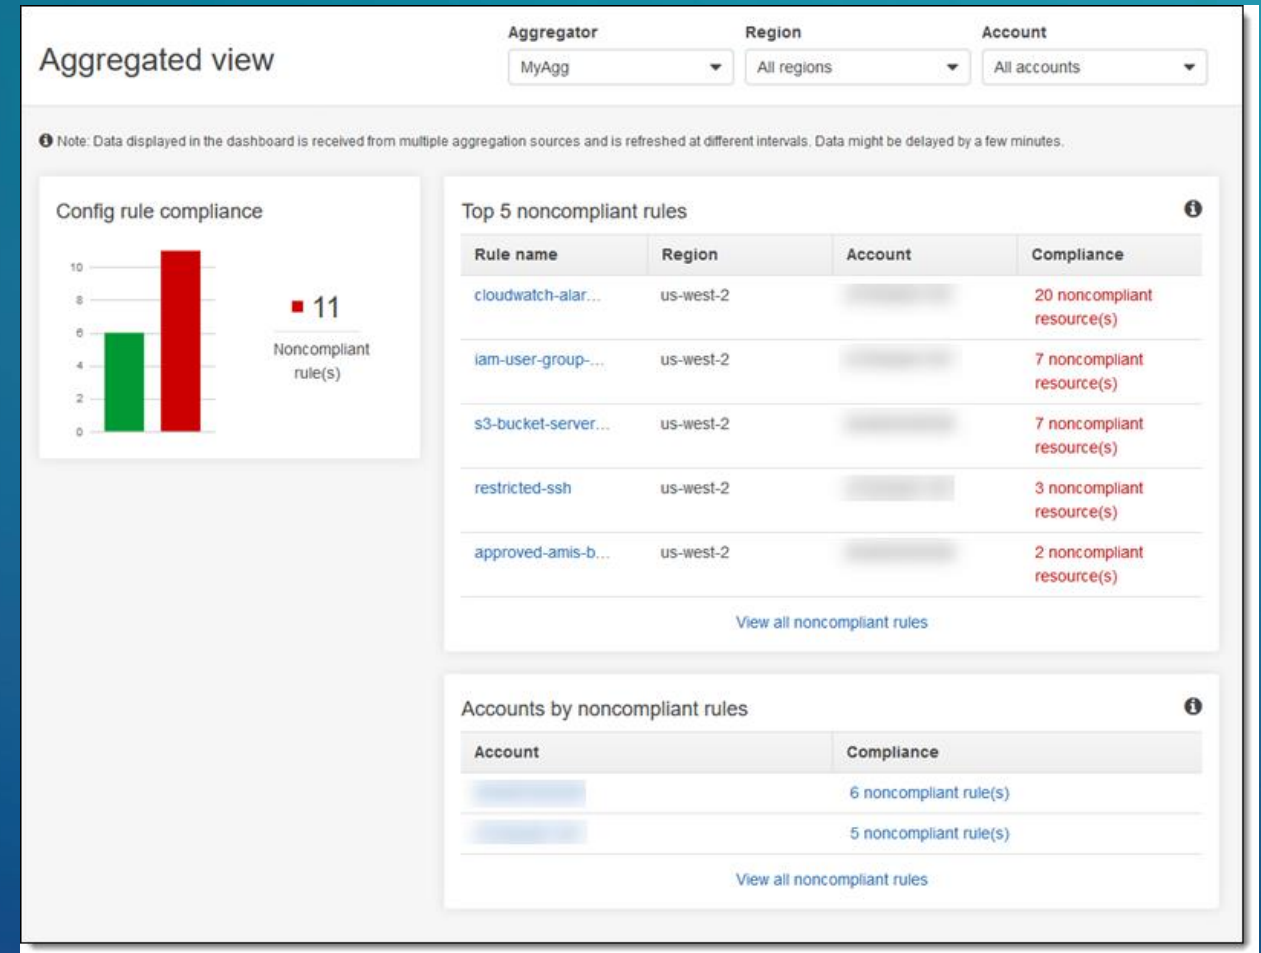 Aggregated view
Aggregator
MyAgg
Region
All regions
Account
All accounts
Note: Data displayed in the dashboard is received from multiple aggregation sources and is refreshed at different intervals. Data might be delayed by a few minutes.
Config rule compliance
10
8
6
4
2
0
11
Noncompliant
rule(s)
Top 5 noncompliant rules
Rule name Region Account Compliance
cloudwatch-alar... us-west-2 20 noncompliant
resource(s)
iam-user-group-... us-west-2 7 noncompliant
resource(s)
s3-bucket-server... us-west-2 7 noncompliant
resource(s)
restricted-ssh us-west-2 3 noncompliant
resource(s)
approved-amis-b... us-west-2 2 noncompliant
resource(s)
View all noncompliant rules
Accounts by noncompliant rules
Account Compliance
6 noncompliant rule(s)
5 noncompliant rule(s)
View all noncompliant rules